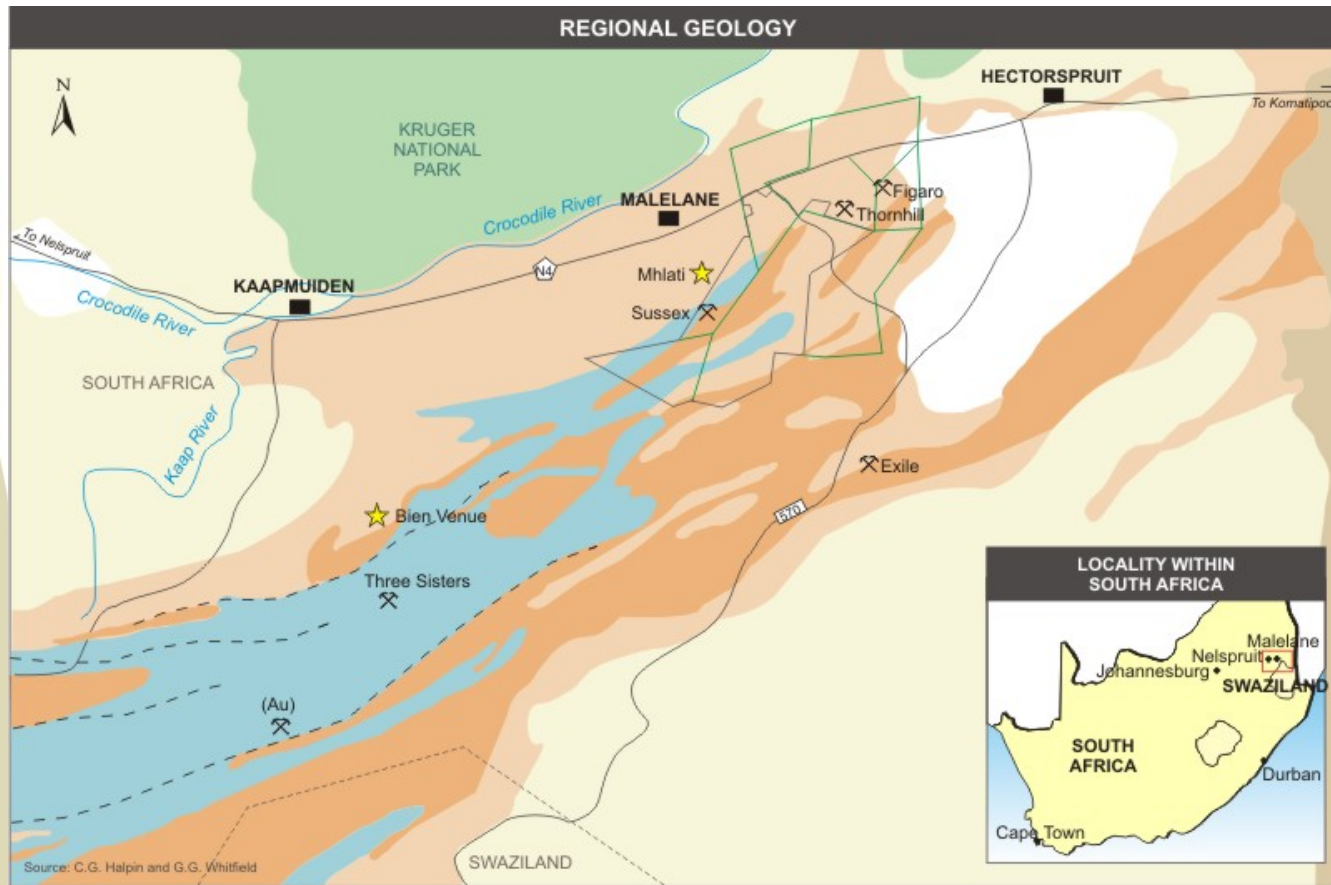 REGIONAL GEOLOGY
N
HECTORSPRUIT
To Komatipoo
KRUGER
NATIONAL
PARK
Crocodile River
MALELANE
Figaro
Thornhill
To Nelspruit
N4
Mhlati
KAAPMUIDEN
Crocodile River
Sussex
SOUTH AFRICA
Kaap River
Exile
570
Bien Venue
Three Sisters
(Au)
SWAZILAND
Source: C.G. Halpin and G.G. Whitfield
LOCALITY WITHIN
SOUTH AFRICA
Malelane
Nelspruit
Johannesburg
SWAZILAND
SOUTH
AFRICA
Durban
Cape Town